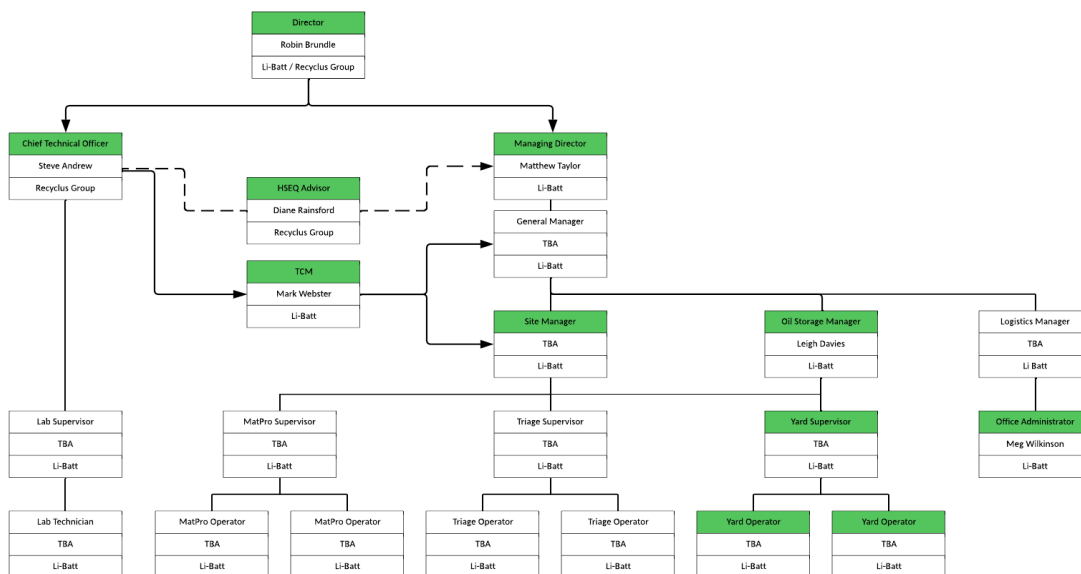 Director
Robin Brundle
Li-Batt / Recyclus Group
Chief Technical Officer
Steve Andrew
Recyclus Group
Managing Director
Matthew Taylor
Li-Batt
HSEQ Advisor
Diane Rainsford
Recyclus Group
General Manager
TBA
Li-Batt
TCM
Mark Webster
Li-Batt
Site Manager
TBA
Li-Batt
Oil Storage Manager
Leigh Davies
Li-Batt
Logistics Manager
TBA
Li Batt
Lab Supervisor
TBA
Li-Batt
MatPro Supervisor
TBA
Li-Batt
Triage Supervisor
TBA
Li-Batt
Yard Supervisor
TBA
Li-Batt
Office Administrator
Meg Wilkinson
Li-Batt
Lab Technician
TBA
Li-Batt
MatPro Operator
TBA
Li-Batt
MatPro Operator
TBA
Li-Batt
Triage Operator
TBA
Li-Batt
Triage Operator
TBA
Li-Batt
Yard Operator
TBA
Li-Batt
Yard Operator
TBA
Li-Batt